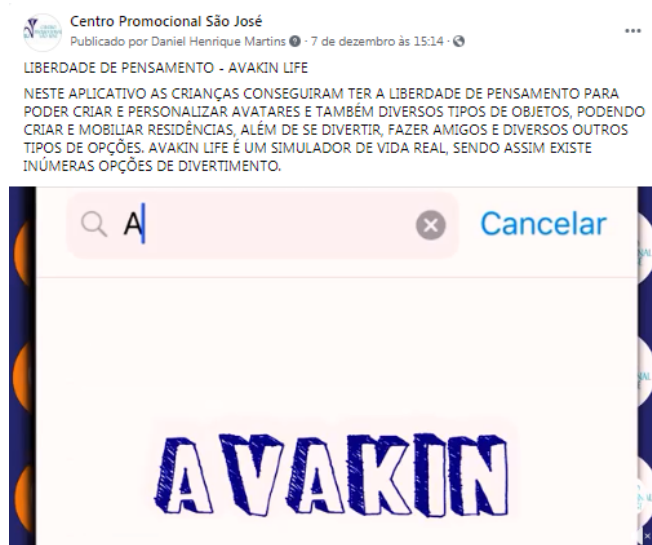 Centro Promocional São José
Publicado por Daniel Henrique Martins · 7 de dezembro às 15:14 ·
LIBERDADE DE PENSAMENTO - AVAKIN LIFE
NESTE APLICATIVO AS CRIANÇAS CONSEGUIRAM TER A LIBERDADE DE PENSAMENTO PARA
PODER CRIAR E PERSONALIZAR AVATARES E TAMBÉM DIVERSOS TIPOS DE OBJETOS, PODENDO
CRIAR E MOBILIAR RESIDÊNCIAS, ALÉM DE SE DIVERTIR, FAZER AMIGOS E DIVERSOS OUTROS
TIPOS DE OPÇÕES. AVAKIN LIFE É UM SIMULADOR DE VIDA REAL, SENDO ASSIM EXISTE
INÚMERAS OPÇÕES DE DIVERTIMENTO.
A
Cancelar
AVAKIN